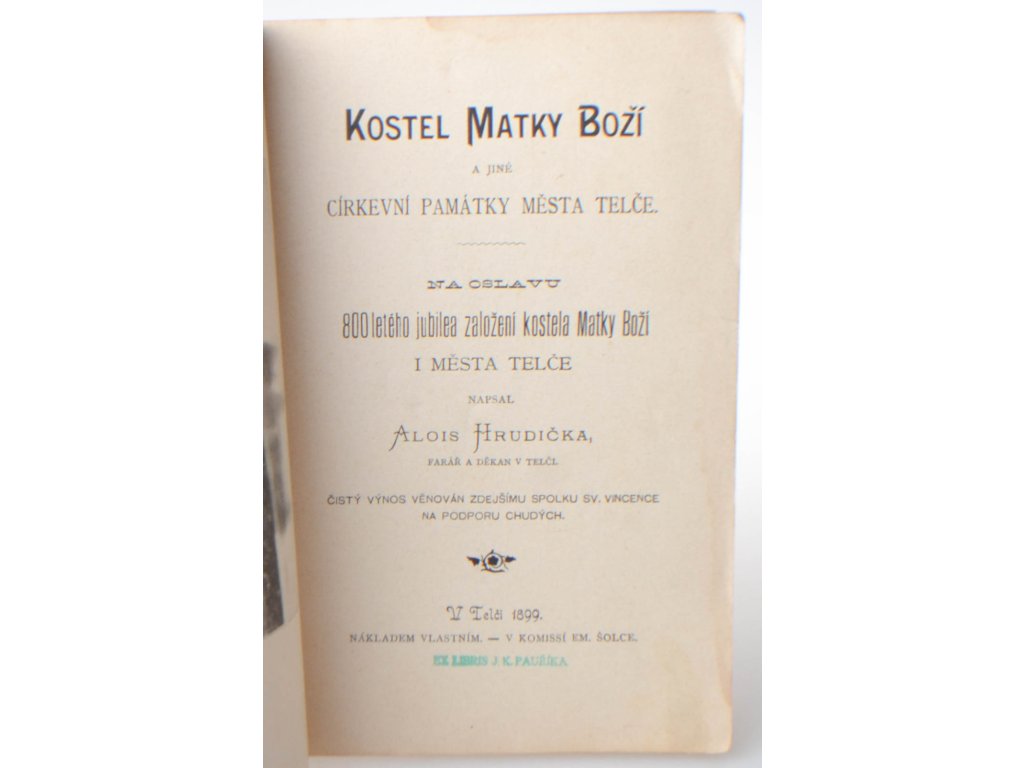 KOSTEL MATKY BOŽÍ
A JINÉ
CÍRKEVNÍ PAMÁTKY MĚSTA TELČE.
NA OSLAVU
800letého jubilea založení kostela Matky Boží
I MĚSTA TELČE
NAPSAL
ALOIS HRUDIČKA,
FARÁŘ A DĚKAN V TELČI.
ČISTÝ VÝNOS VĚNOVÁN ZDEJŠÍMU SPOLKU SV. VINCENCE
NA PODPORU CHUDÝCH.
V Telči 1899.
NÁKLADEM VLASTNÍM. — V KOMISSÍ EM. ŠOLCE.
EX LIBRIS J K. PAUŘÍKA